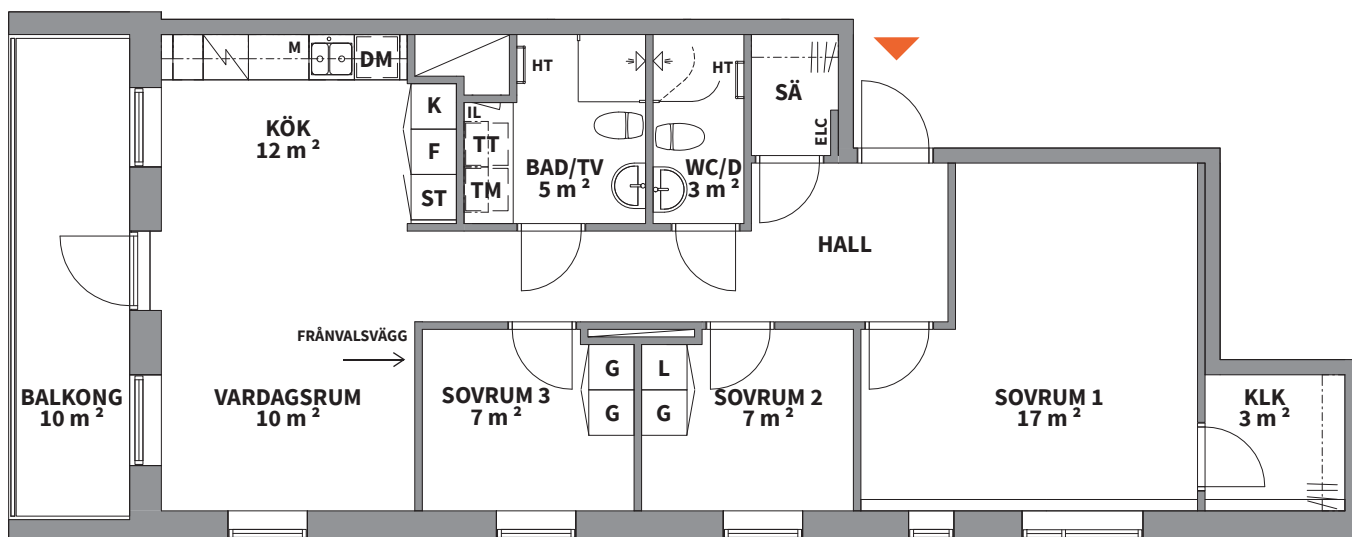 M
DM
HT
HT
SÄ
ELC
K
F
ST
IL
TT
TM
KÖK
12 m ²
BAD/TV
5 m ²
WC/D
3 m ²
HALL
FRÅNVALSVÄGG
BALKONG
10 m ²
VARDAGSRUM
10 m ²
SOVRUM 3
7 m ²
G
G
L
G
SOVRUM 2
7 m ²
SOVRUM 1
17 m ²
KLK
3 m ²